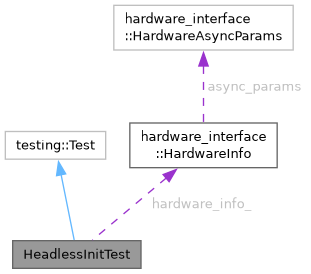 hardware_interface
::HardwareAsyncParams
async_params
hardware_interface
::HardwareInfo
testing::Test
hardware_info_
HeadlessInitTest